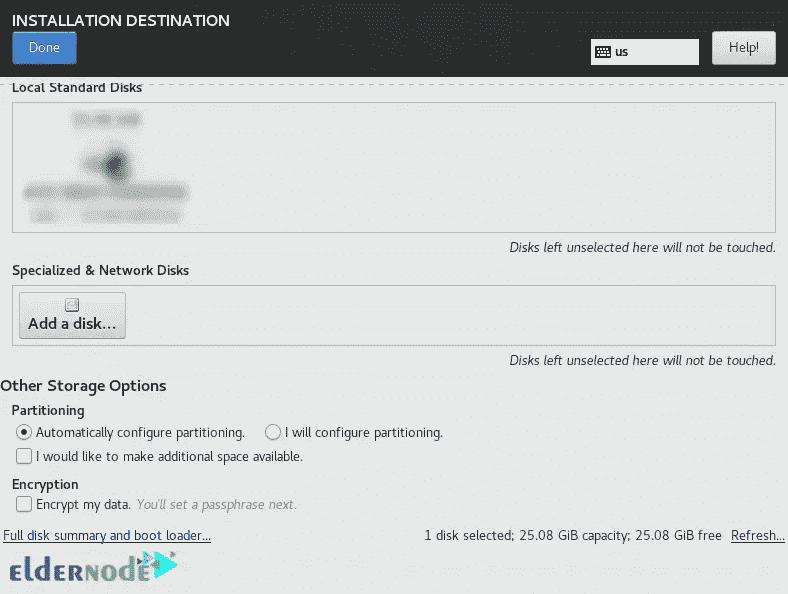 INSTALLATION DESTINATION
Done
us
Help!
Local Standard Disks
Disks left unselected here will not be touched.
Specialized & Network Disks
Add a disk...
Disks left unselected here will not be touched.
Other Storage Options
Partitioning
Automatically configure partitioning. I will configure partitioning.
I would like to make additional space available.
Encryption
Encrypt my data. You'll set a passphrase next.
Full disk summary and boot loader... 1 disk selected; 25.08 GiB capacity; 25.08 GiB free Refresh...
elderNODE